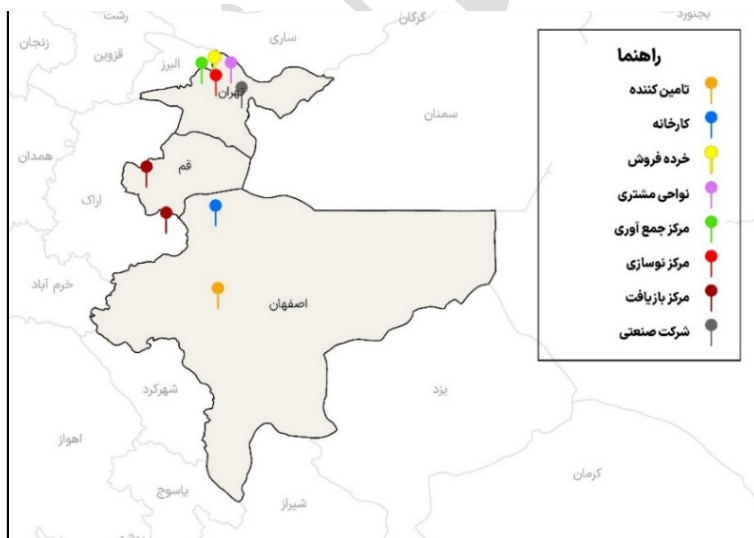 رشت
گرگان
بجنورد
ساری
زنجان
قزوین
البرز
تهران
سمنان
همدان
قم
اراک
خرم آباد
اصفهان
شهرکرد
یزد
اهواز
یاسوج
شیراز
کرمان
راهنما
تامین کننده
کارخانه
خرده فروش
نواحی مشتری
مرکز جمع آوری
مرکز نوسازی
مرکز بازیافت
شرکت صنعتی